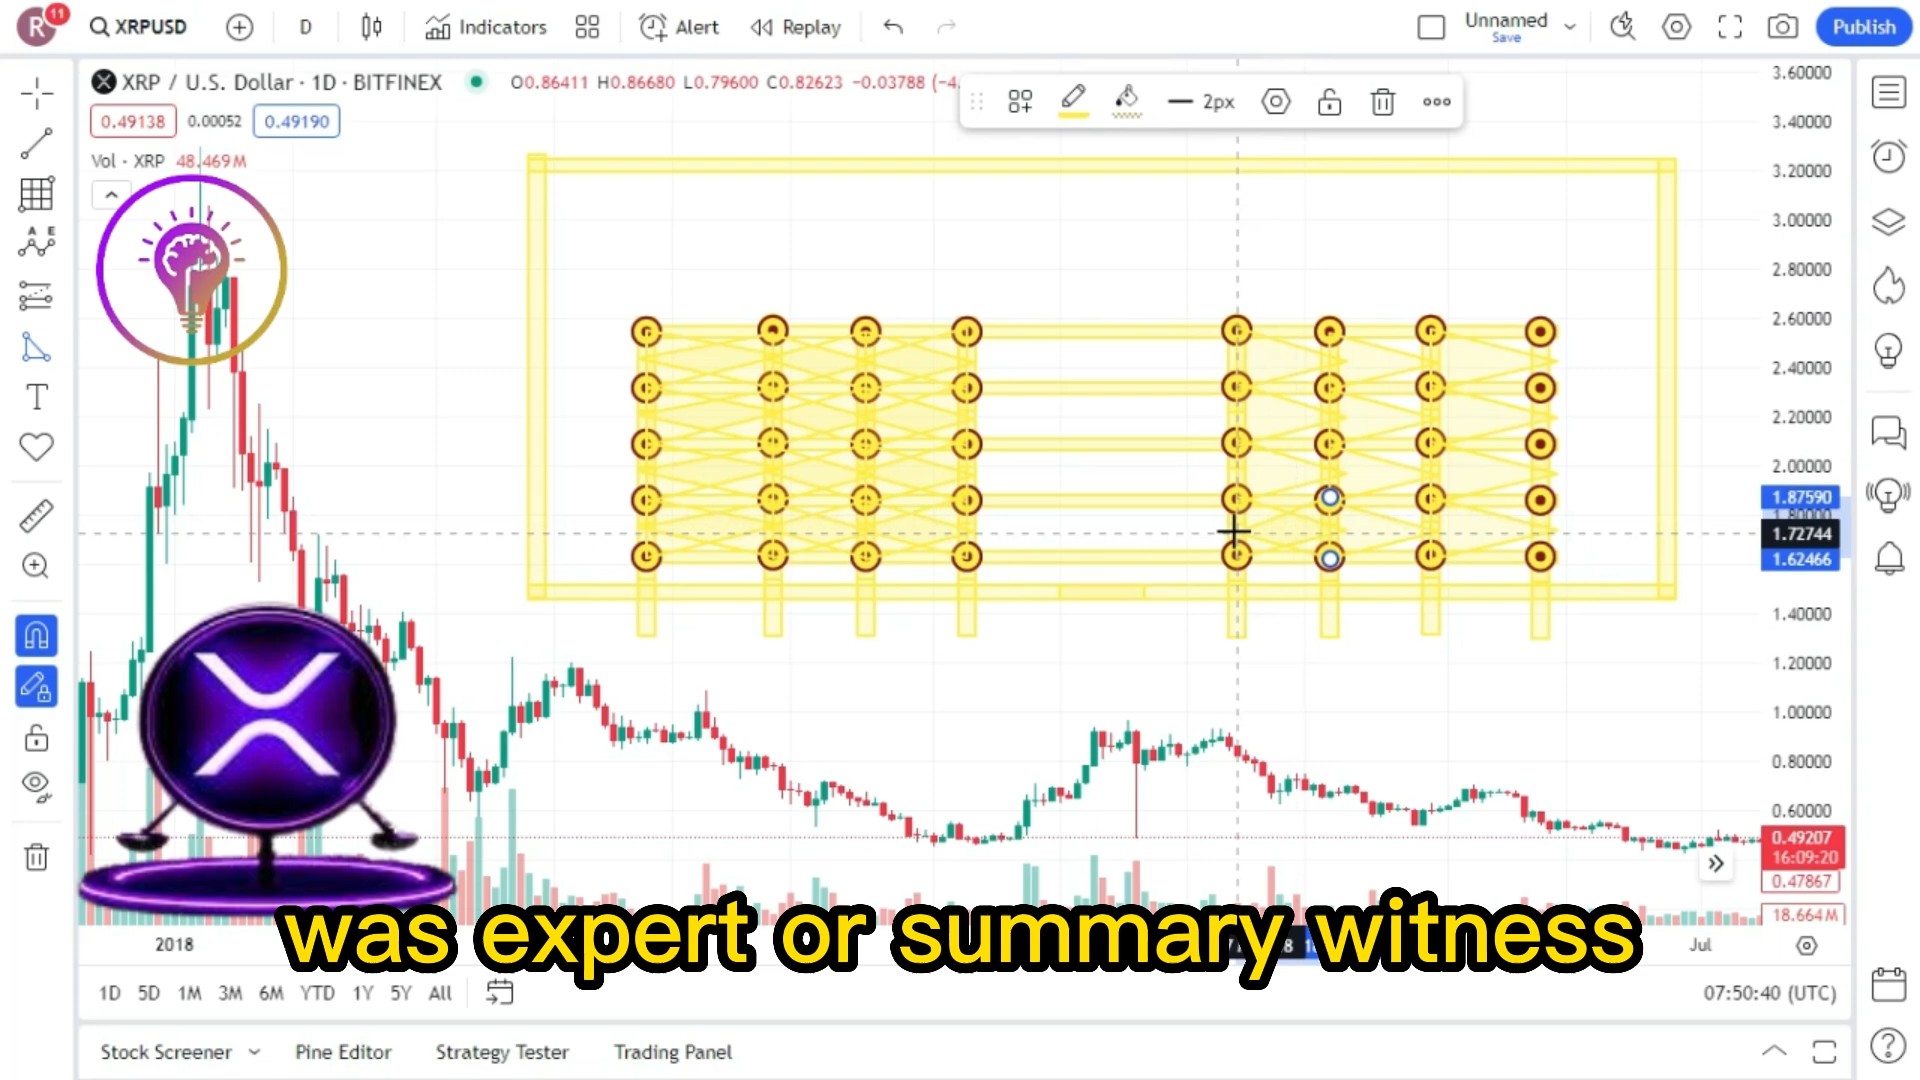 R 11 XRPUSD D Indicators Alert Replay Unnamed Save Publish
XRP / U.S. Dollar · 1D · BITFINEX O0.86411 H0.86680 L0.79600 C0.82623 −0.03788 (−4.
2px
0.49138 0.00052 0.49190
Vol · XRP 48.469M
A E
T
3.60000
3.40000
3.20000
3.00000
2.80000
2.60000
2.40000
2.20000
2.00000
1.87590
1.80000
1.72744
1.62466
1.40000
1.20000
1.00000
0.80000
0.60000
0.49207
16:09:20
0.47867
18.664M
was expert or summary witness
2018 Jul
1D 5D 1M 3M 6M YTD 1Y 5Y All 07:50:40 (UTC)
Stock Screener Pine Editor Strategy Tester Trading Panel